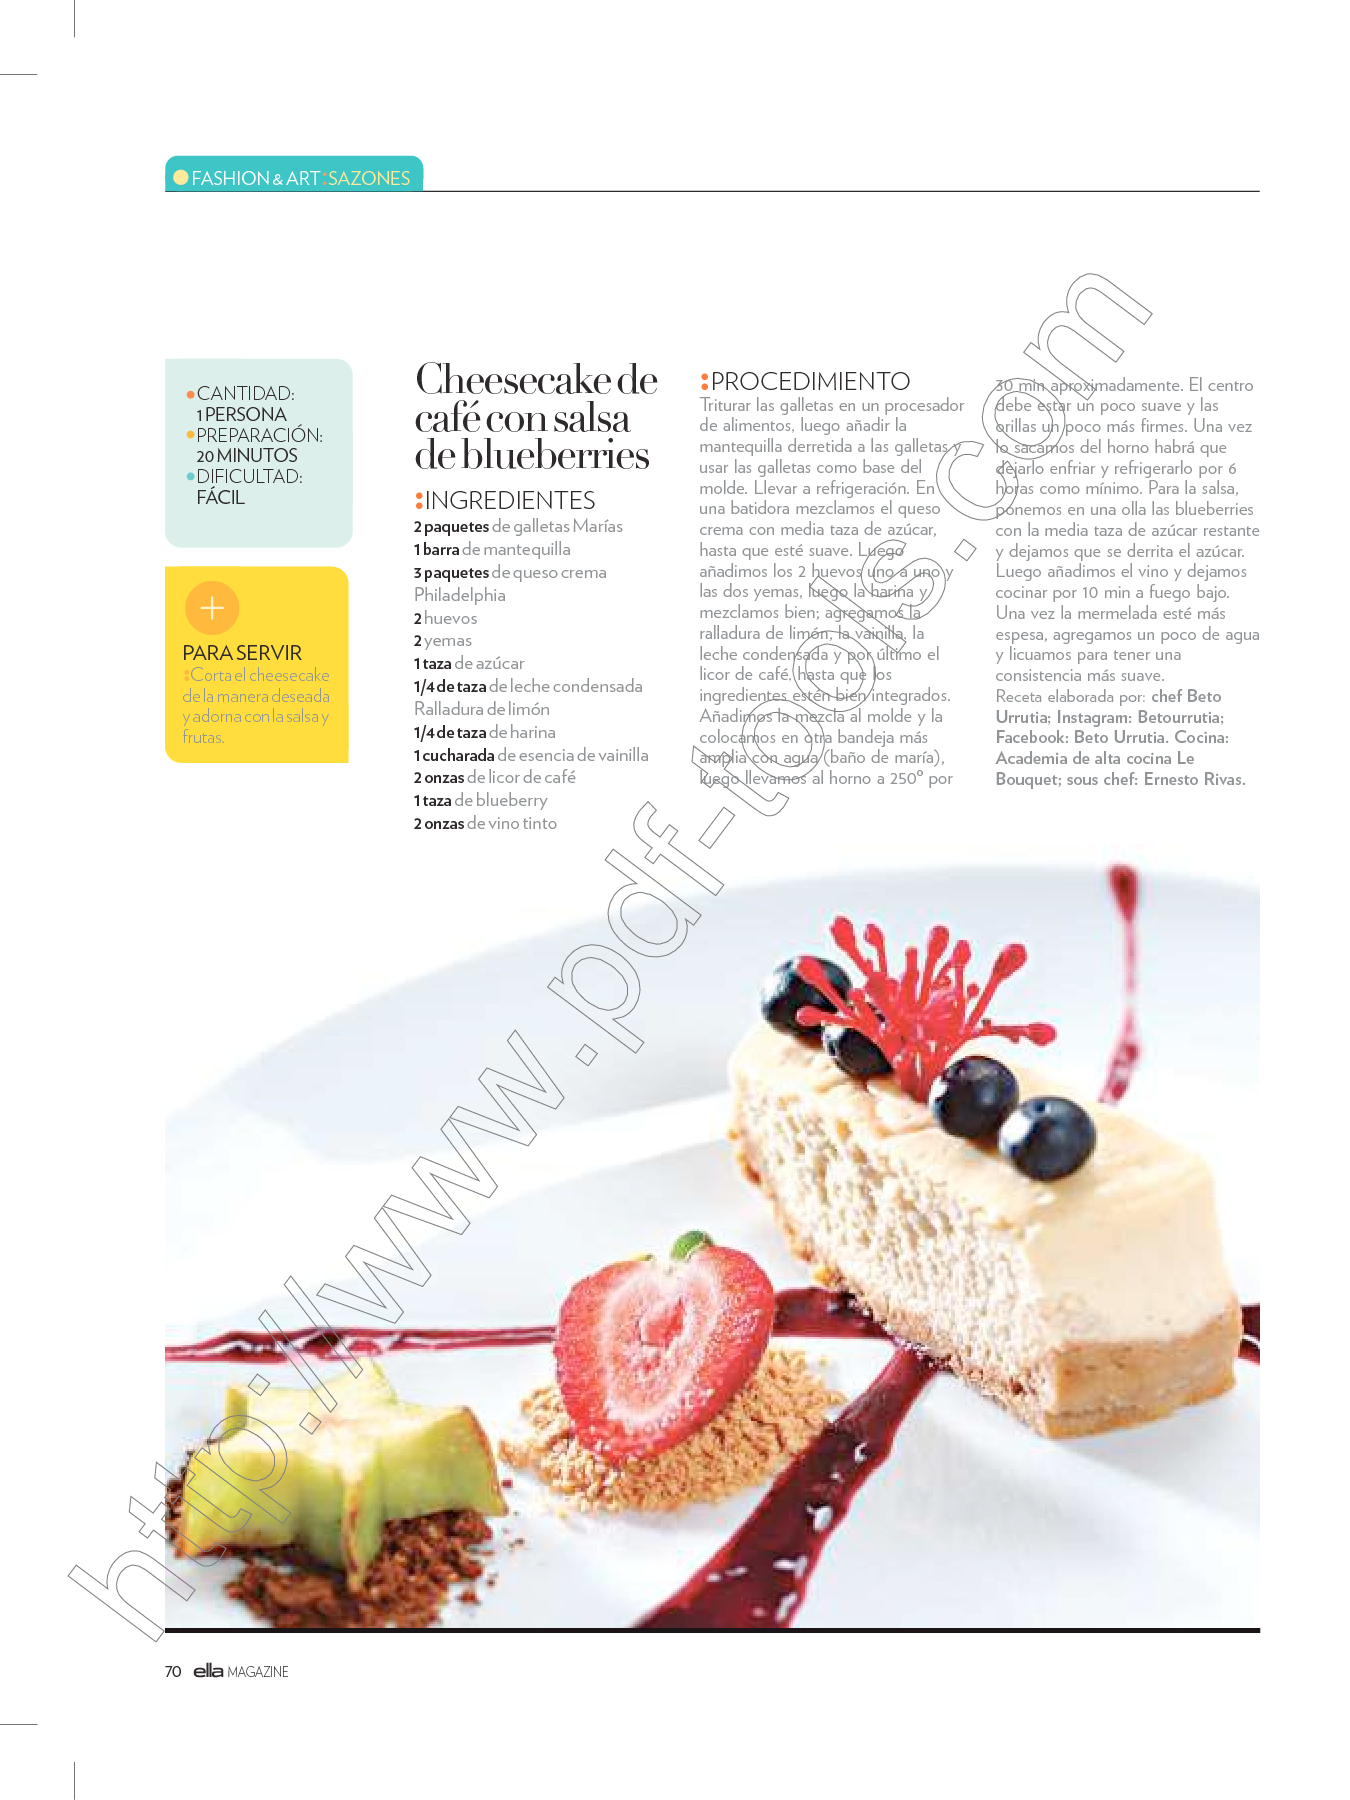 FASHION & ART:SAZONES
CANTIDAD:
1 PERSONA
PREPARACIÓN:
20 MINUTOS
DIFICULTAD:
FÁCIL
PARA SERVIR
:Corta el cheesecake
de la manera deseada
y adorna con la salsa y
frutas.
Cheesecake de
café con salsa
de blueberries
:INGREDIENTES
2 paquetes de galletas Marías
1 barra de mantequilla
3 paquetes de queso crema
Philadelphia
2 huevos
2 yemas
1 taza de azúcar
1/4 de taza de leche condensada
Ralladura de limón
1/4 de taza de harina
1 cucharada de esencia de vainilla
2 onzas de licor de café
1 taza de blueberry
2 onzas de vino tinto
:PROCEDIMIENTO
Triturar las galletas en un procesador
de alimentos, luego añadir la
mantequilla derretida a las galletas y
usar las galletas como base del
molde. Llevar a refrigeración. En
una batidora mezclamos el queso
crema con media taza de azúcar,
hasta que esté suave. Luego
añadimos los 2 huevos uno a uno y
las dos yemas, luego la harina y
mezclamos bien; agregamos la
ralladura de limón, la vainilla, la
leche condensada y por último el
licor de café, hasta que los
ingredientes estén bien integrados.
Añadimos la mezcla al molde y la
colocamos en otra bandeja más
amplia con agua (baño de maría),
luego llevamos al horno a 250° por
30 min aproximadamente. El centro
debe estar un poco suave y las
orillas un poco más firmes. Una vez
lo sacamos del horno habrá que
dejarlo enfriar y refrigerarlo por 6
horas como mínimo. Para la salsa,
ponemos en una olla las blueberries
con la media taza de azúcar restante
y dejamos que se derrita el azúcar.
Luego añadimos el vino y dejamos
cocinar por 10 min a fuego bajo.
Una vez la mermelada esté más
espesa, agregamos un poco de agua
y licuamos para tener una
consistencia más suave.
Receta elaborada por: chef Beto
Urrutia; Instagram: Betourrutia;
Facebook: Beto Urrutia. Cocina:
Academia de alta cocina Le
Bouquet; sous chef: Ernesto Rivas.
http://www.pdf-tools.com
70 ella MAGAZINE